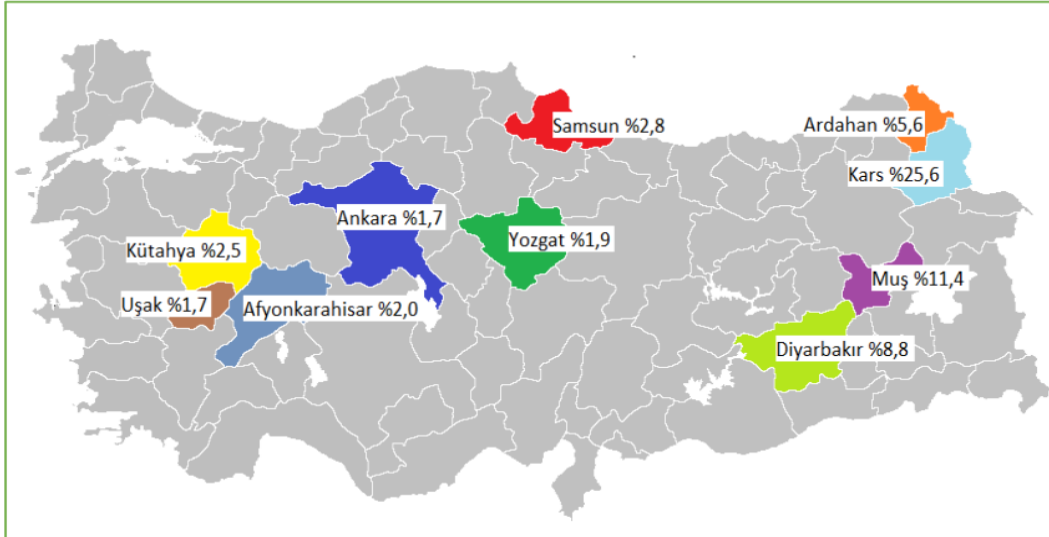 Samsun %2,8
Ardahan %5,6
Kars %25,6
Ankara %1,7
Yozgat %1,9
Kütahya %2,5
Muş %11,4
Uşak %1,7
Afyonkarahisar %2,0
Diyarbakır %8,8